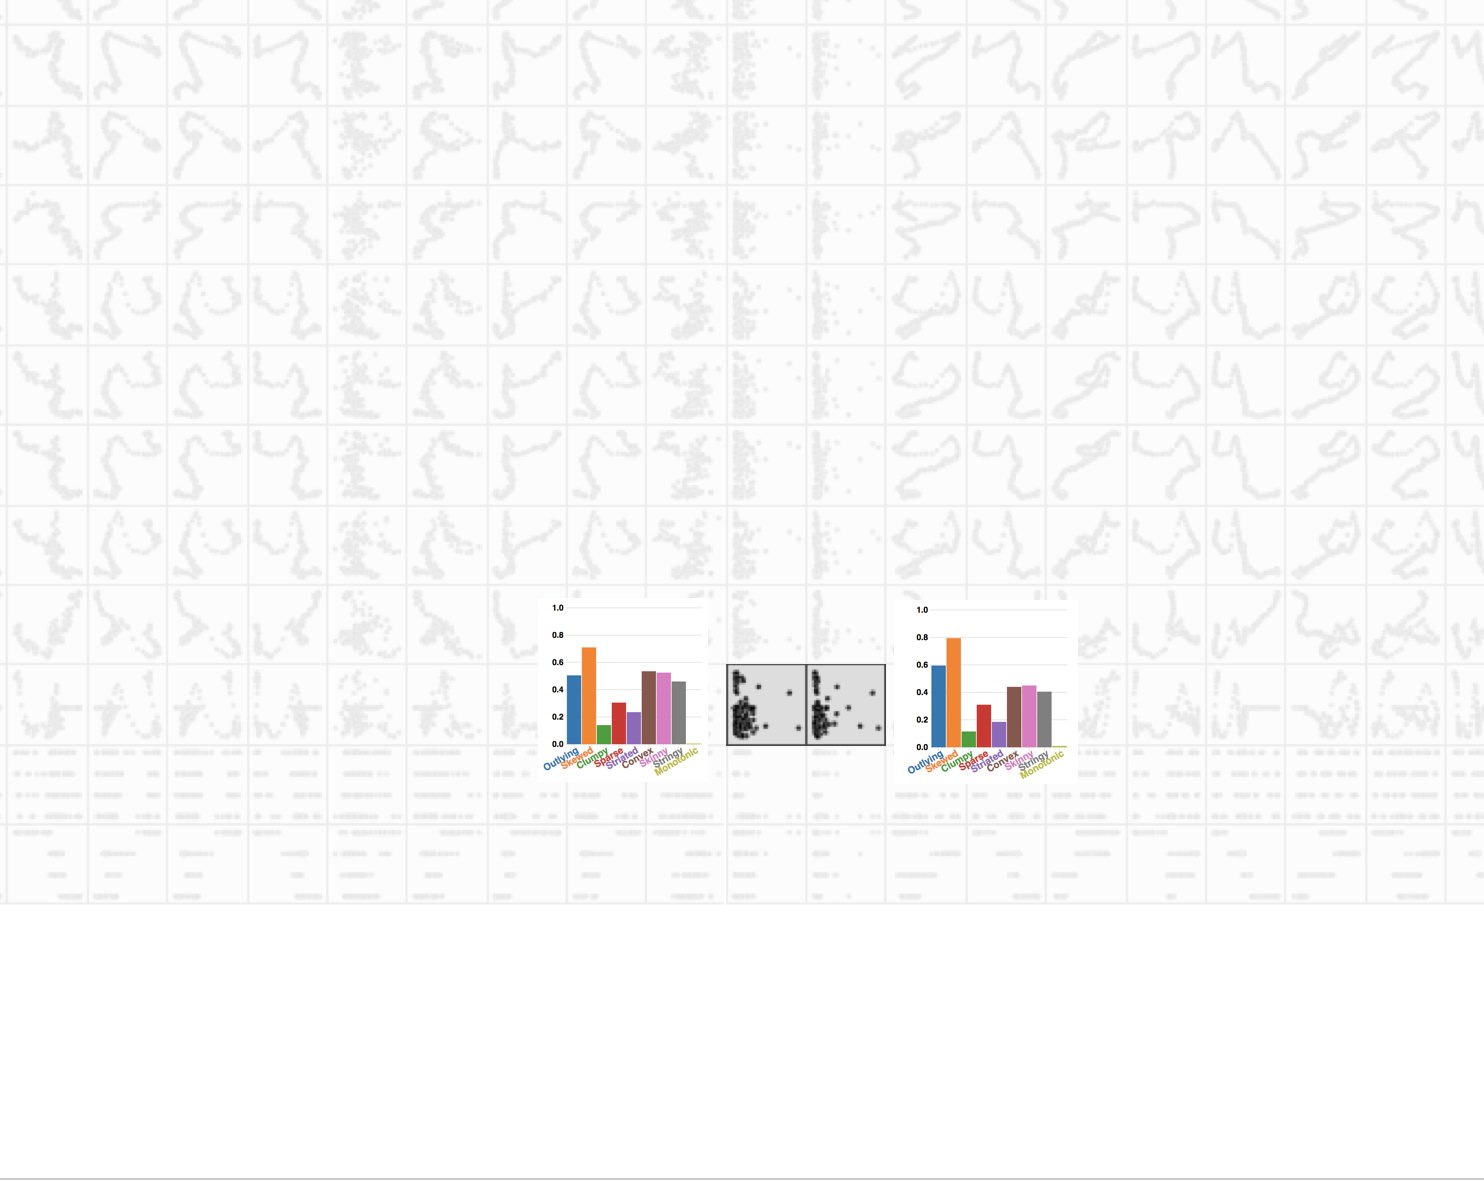 1.0
0.8
0.6
0.4
0.2
0.0
Outlying
Skewed
Clumpy
Sparse
Striated
Convex
Skinny
Stringy
Monotonic
1.0
0.8
0.6
0.4
0.2
0.0
Outlying
Skewed
Clumpy
Sparse
Striated
Convex
Skinny
Stringy
Monotonic